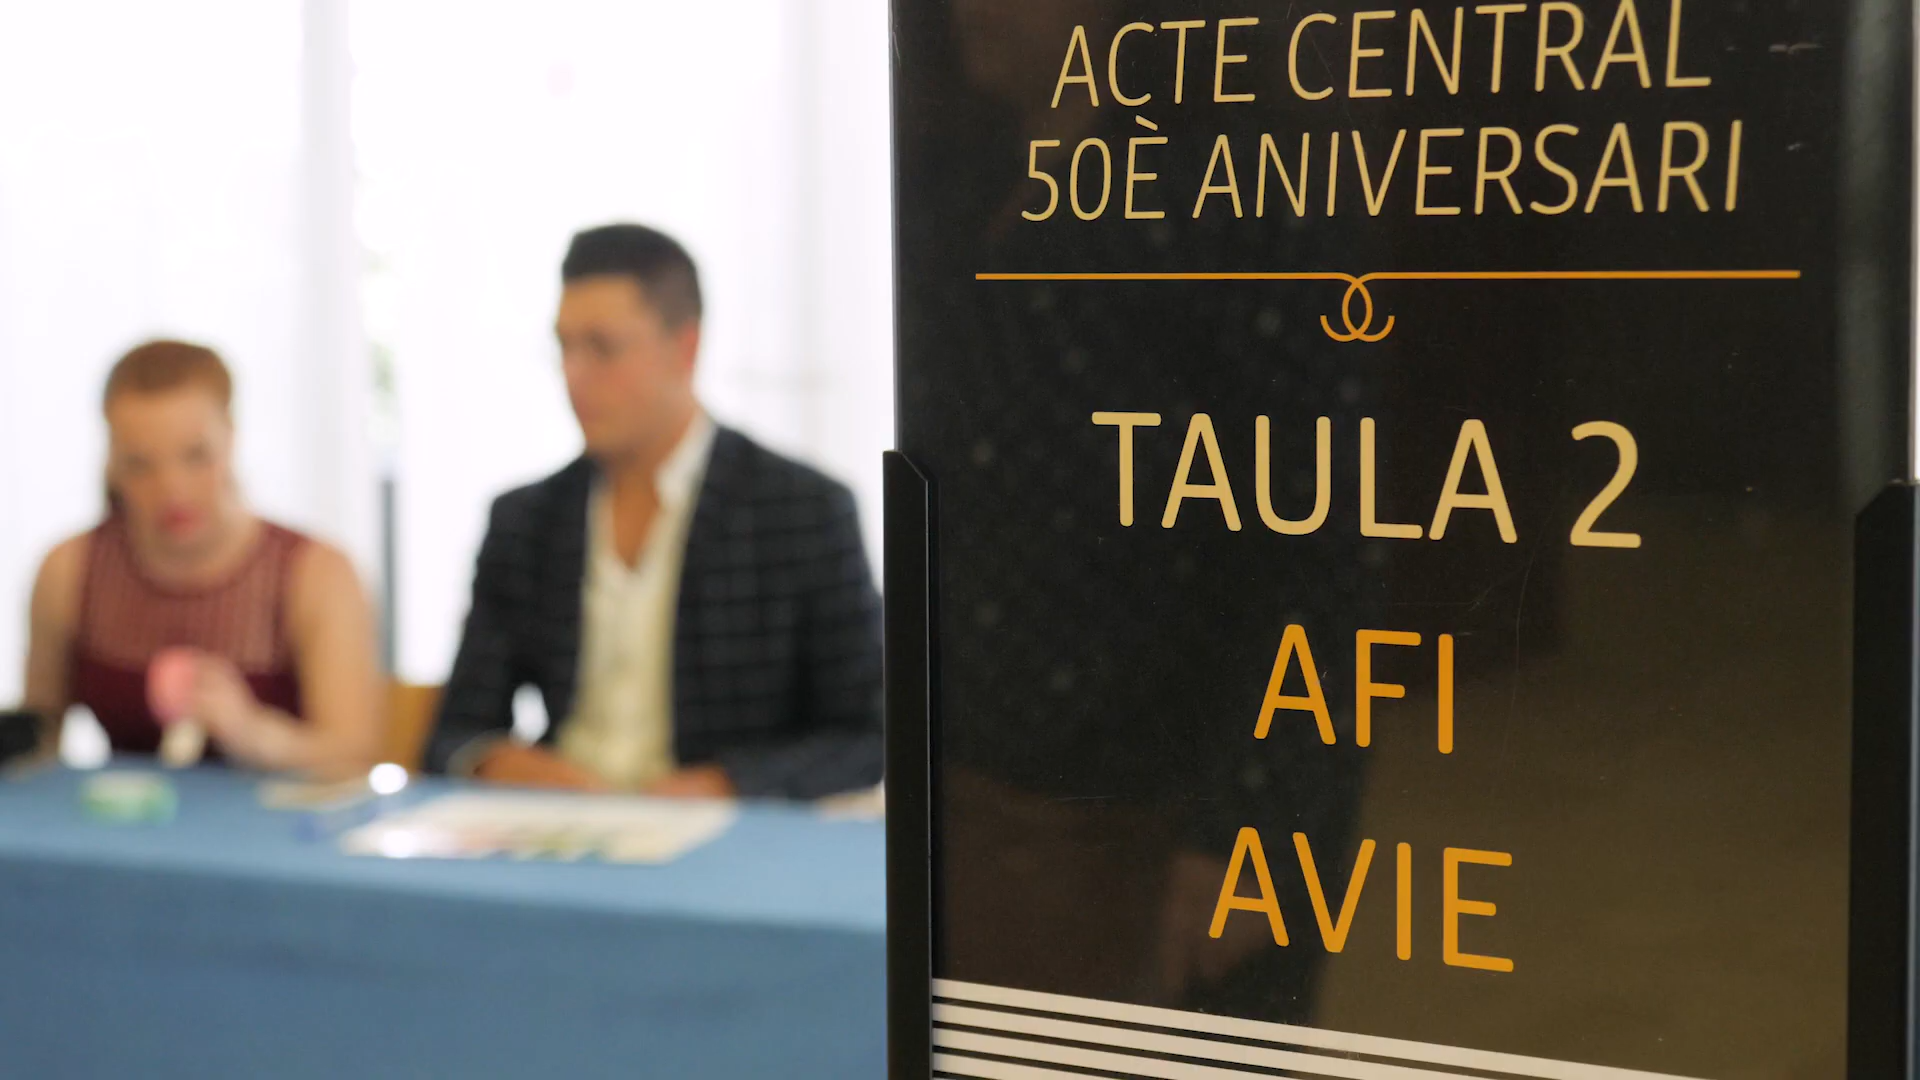 ACTE CENTRAL
50È ANIVERSARI
TAULA 2
AFI
AVIE